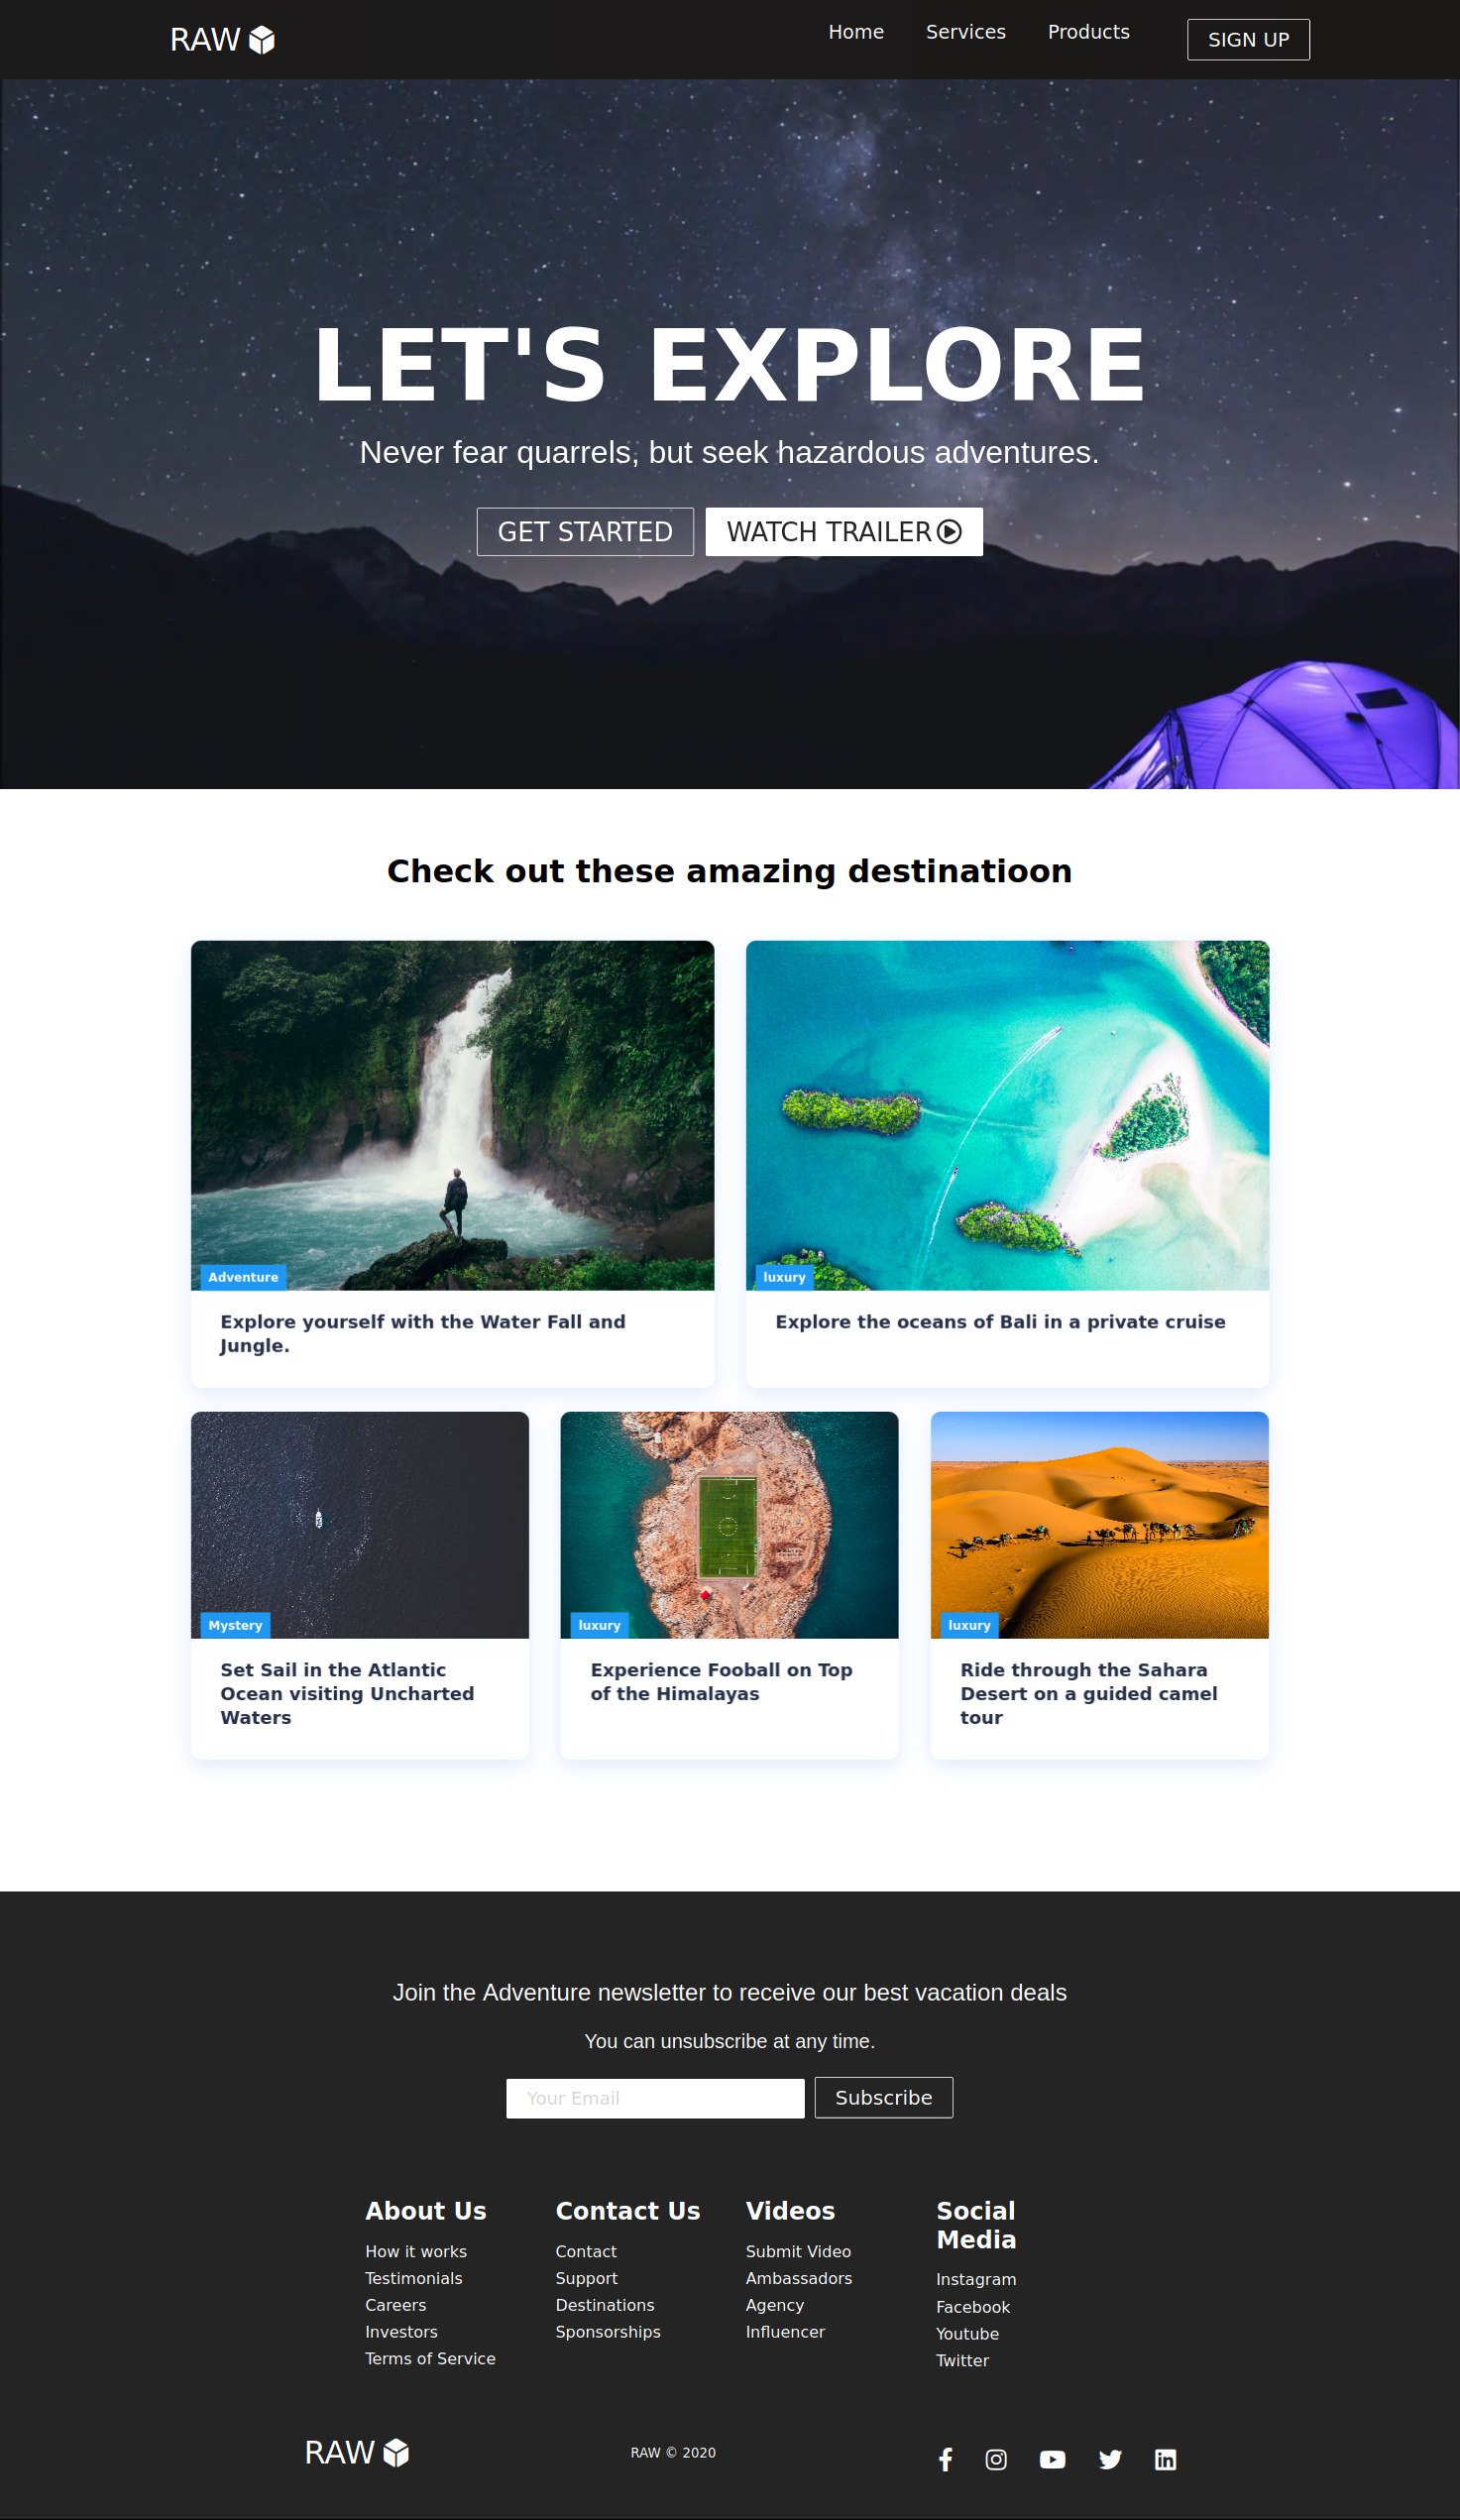 RAW
Home Services Products SIGN UP
LET'S EXPLORE
Never fear quarrels, but seek hazardous adventures.
GET STARTED WATCH TRAILER
Check out these amazing destinatioon
Adventure
Explore yourself with the Water Fall and
Jungle.
luxury
Explore the oceans of Bali in a private cruise
Mystery
Set Sail in the Atlantic
Ocean visiting Uncharted
Waters
luxury
Experience Fooball on Top
of the Himalayas
luxury
Ride through the Sahara
Desert on a guided camel
tour
Join the Adventure newsletter to receive our best vacation deals
You can unsubscribe at any time.
Your Email Subscribe
About Us
How it works
Testimonials
Careers
Investors
Terms of Service
Contact Us
Contact
Support
Destinations
Sponsorships
Videos
Submit Video
Ambassadors
Agency
Influencer
Social
Media
Instagram
Facebook
Youtube
Twitter
RAW
RAW © 2020